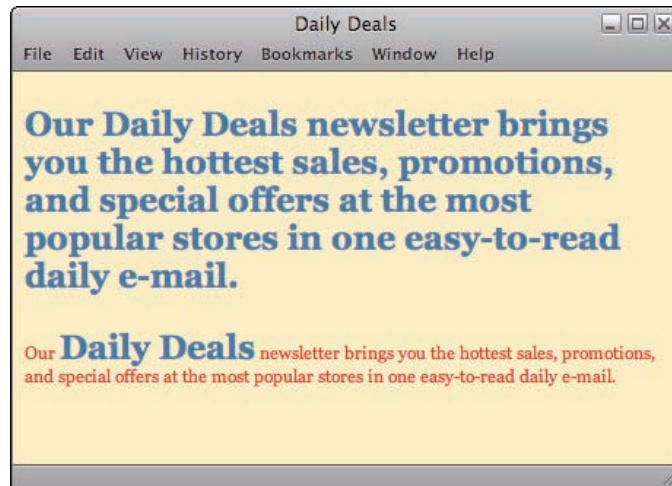 Daily Deals
File Edit View History Bookmarks Window Help
Our Daily Deals newsletter brings
you the hottest sales, promotions,
and special offers at the most
popular stores in one easy-to-read
daily e-mail.
Our Daily Deals newsletter brings you the hottest sales, promotions,
and special offers at the most popular stores in one easy-to-read daily e-mail.